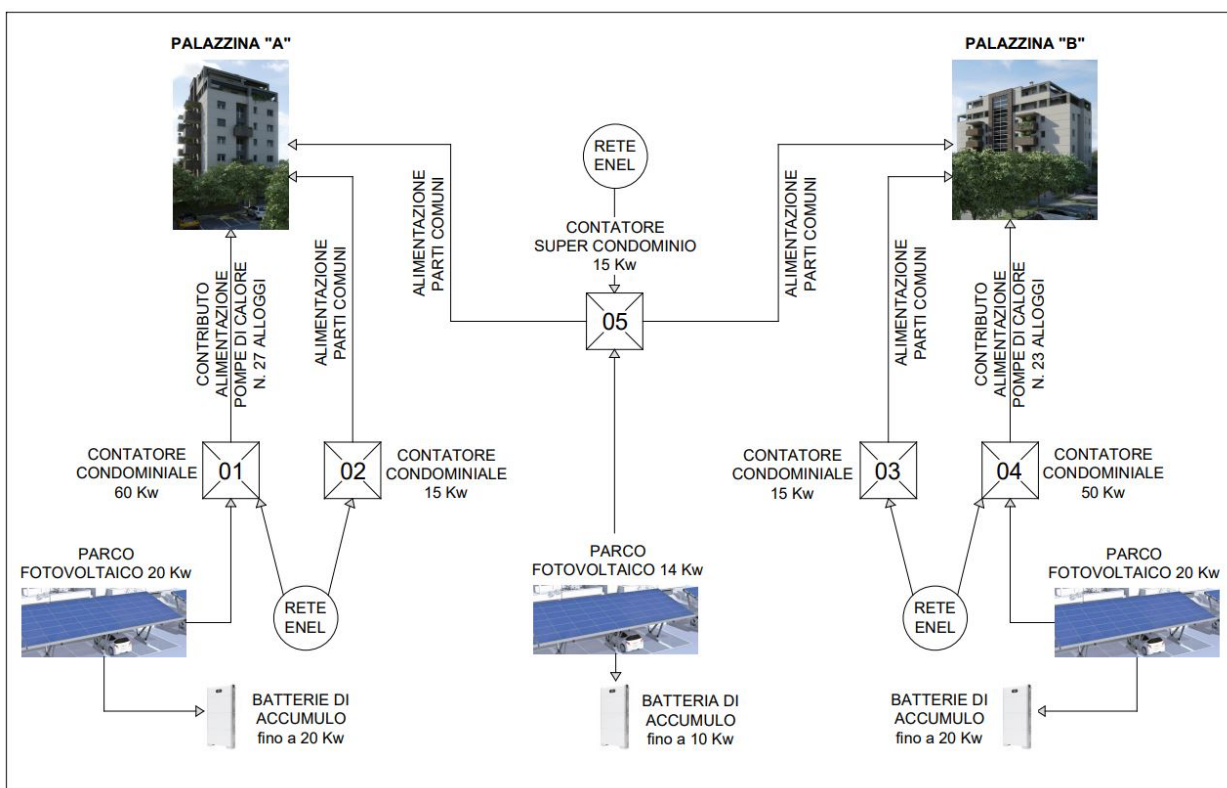 PALAZZINA "A"
PALAZZINA "B"
RETE
ENEL
CONTATORE
SUPER CONDOMINIO
15 Kw
05
ALIMENTAZIONE
PARTI COMUNI
ALIMENTAZIONE
PARTI COMUNI
CONTRIBUTO
ALIMENTAZIONE
POMPE DI CALORE
N. 27 ALLOGGI
ALIMENTAZIONE
PARTI COMUNI
ALIMENTAZIONE
PARTI COMUNI
CONTRIBUTO
ALIMENTAZIONE
POMPE DI CALORE
N. 23 ALLOGGI
CONTATORE
CONDOMINIALE
60 Kw
01
02
CONTATORE
CONDOMINIALE
15 Kw
CONTATORE
CONDOMINIALE
15 Kw
03
04
CONTATORE
CONDOMINIALE
50 Kw
PARCO
FOTOVOLTAICO 20 Kw
RETE
ENEL
PARCO
FOTOVOLTAICO 14 Kw
RETE
ENEL
PARCO
FOTOVOLTAICO 20 Kw
BATTERIE DI
ACCUMULO
fino a 20 Kw
BATTERIA DI
ACCUMULO
fino a 10 Kw
BATTERIE DI
ACCUMULO
fino a 20 Kw